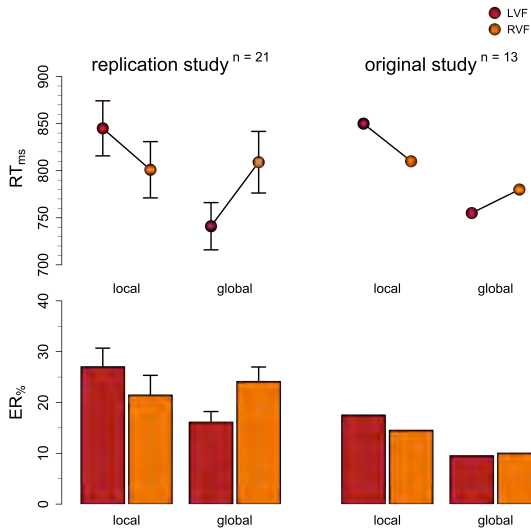 LVF
RVF
replication study n = 21
original study n = 13
RTms
900
850
800
750
700
local
global
local
global
ER%
40
30
20
10
0
local
global
local
global